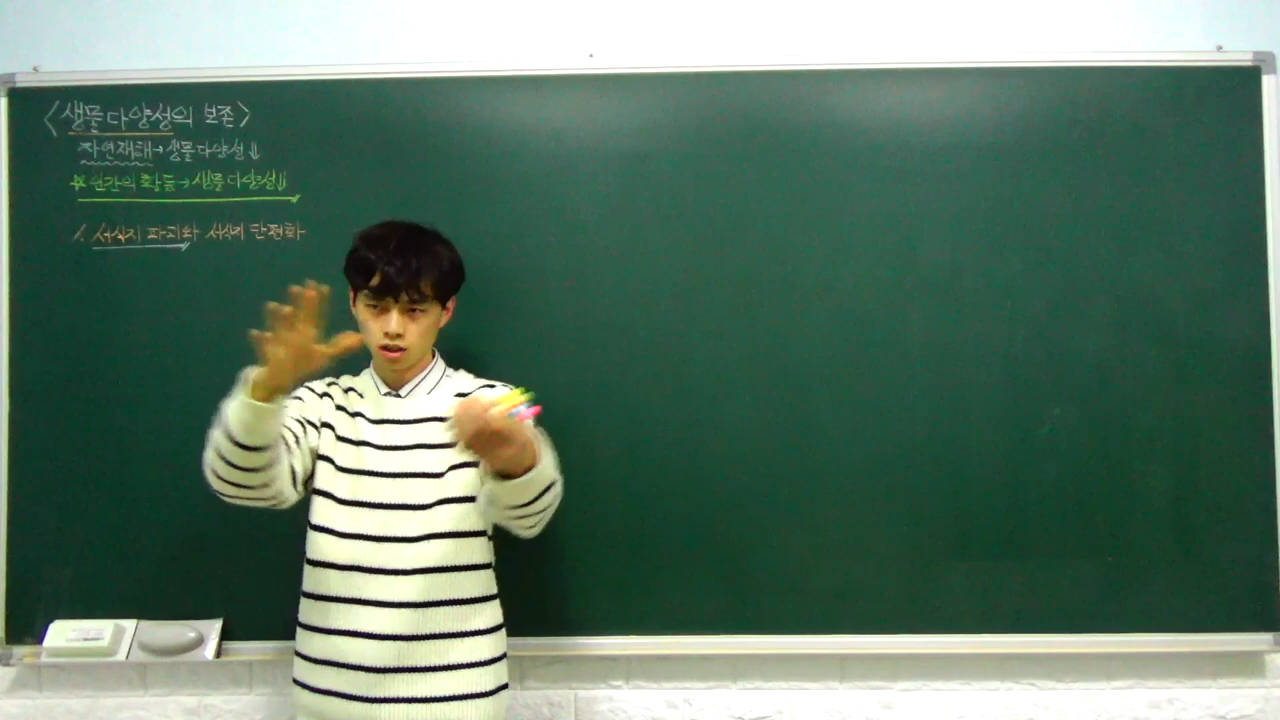 <생물다양성의 보존>
자연재해→생물다양성↓
☆인간의 활동→생물다양성↓
1. 서식지 파괴와 서식지 단편화